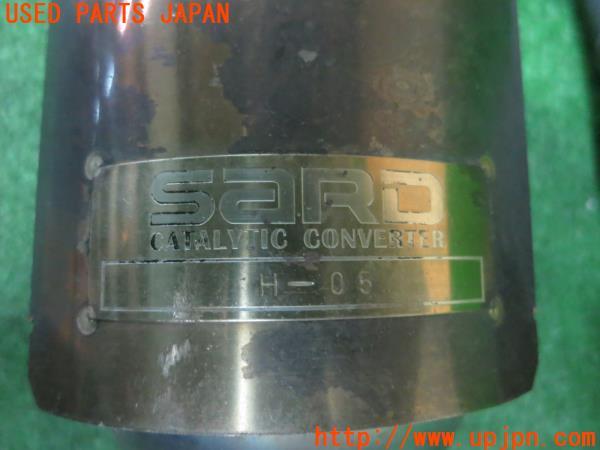 USED PARTS JAPAN
SARD
CATALYTIC CONVERTER
H-05
http://www.upjpn.com/